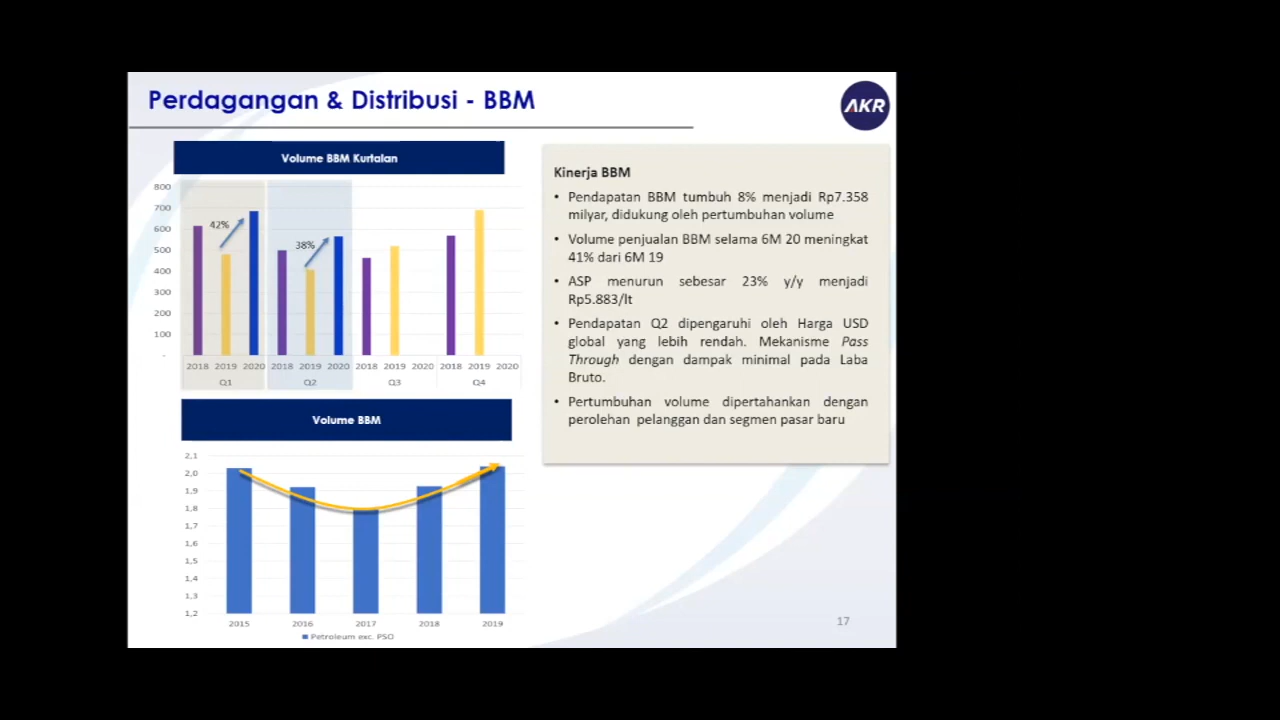 Perdagangan & Distribusi - BBM
AKR
Volume BBM Kurtalan
800
700
600
500
400
300
200
100
-
42%
38%
2018 2019 2020 2018 2019 2020 2018 2019 2020 2018 2019 2020
Q1 Q2 Q3 Q4
Volume BBM
2,1
2,0
1,9
1,8
1,7
1,6
1,5
1,4
1,3
1,2
2015 2016 2017 2018 2019
Petroleum exc. PSO
Kinerja BBM
• Pendapatan BBM tumbuh 8% menjadi Rp7.358
milyar, didukung oleh pertumbuhan volume
• Volume penjualan BBM selama 6M 20 meningkat
41% dari 6M 19
• ASP menurun sebesar 23% y/y menjadi
Rp5.883/lt
• Pendapatan Q2 dipengaruhi oleh Harga USD
global yang lebih rendah. Mekanisme Pass
Through dengan dampak minimal pada Laba
Bruto.
• Pertumbuhan volume dipertahankan dengan
perolehan pelanggan dan segmen pasar baru
17